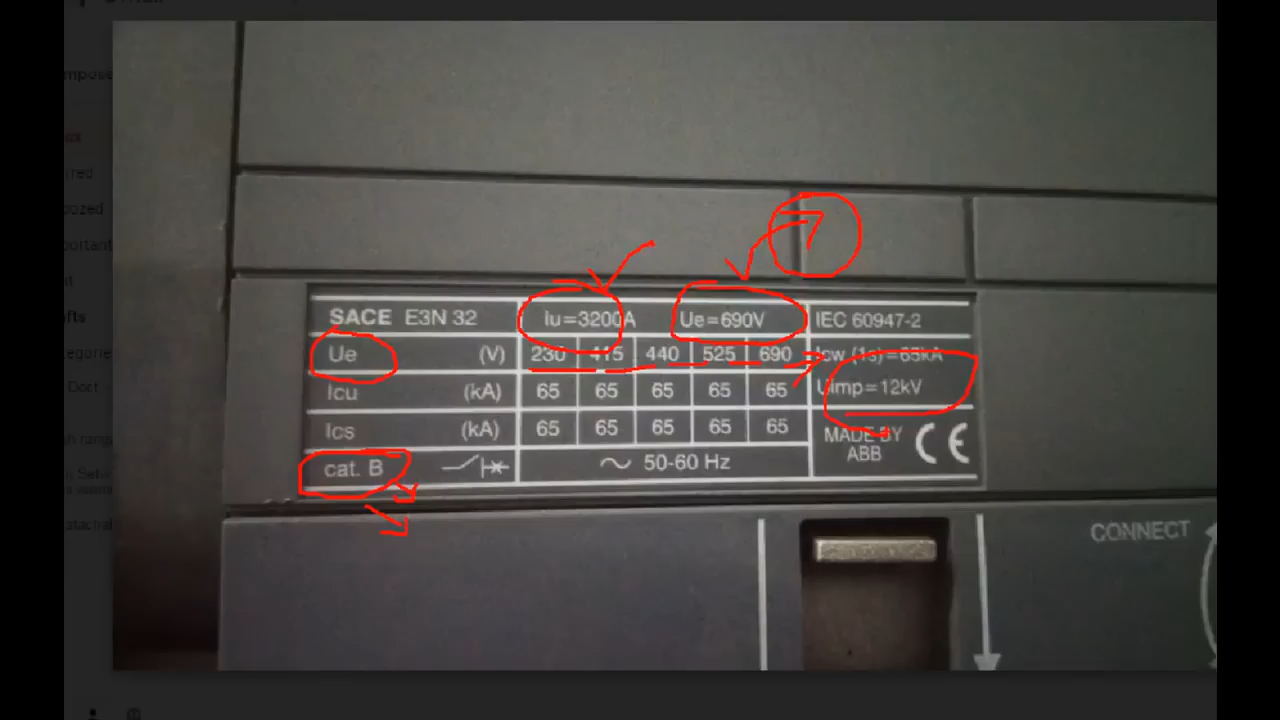 SACE E3N 32 Iu=3200A Ue=690V IEC 60947-2
Ue (V) 230 415 440 525 690 Icw (1s)=65kA
Icu (kA) 65 65 65 65 65 Uimp=12kV
Ics (kA) 65 65 65 65 65 MADE BY
ABB CE
cat. B 50-60 Hz
CONNECT